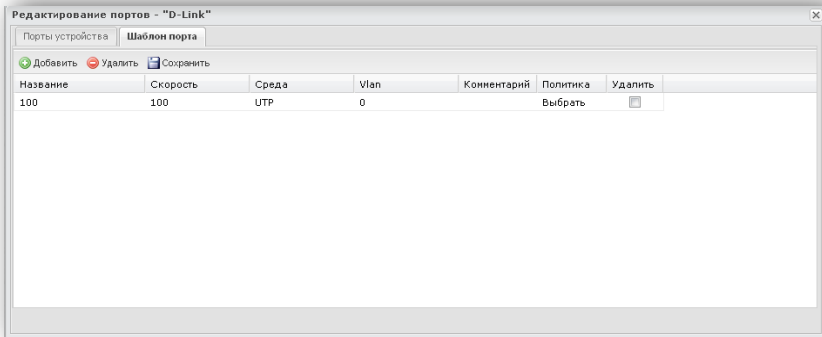 Редактирование портов - "D-Link"
Порты устройства Шаблон порта
Добавить Удалить Сохранить
Название Скорость Среда Vlan Комментарий Политика Удалить
100 100 UTP 0 Выбрать